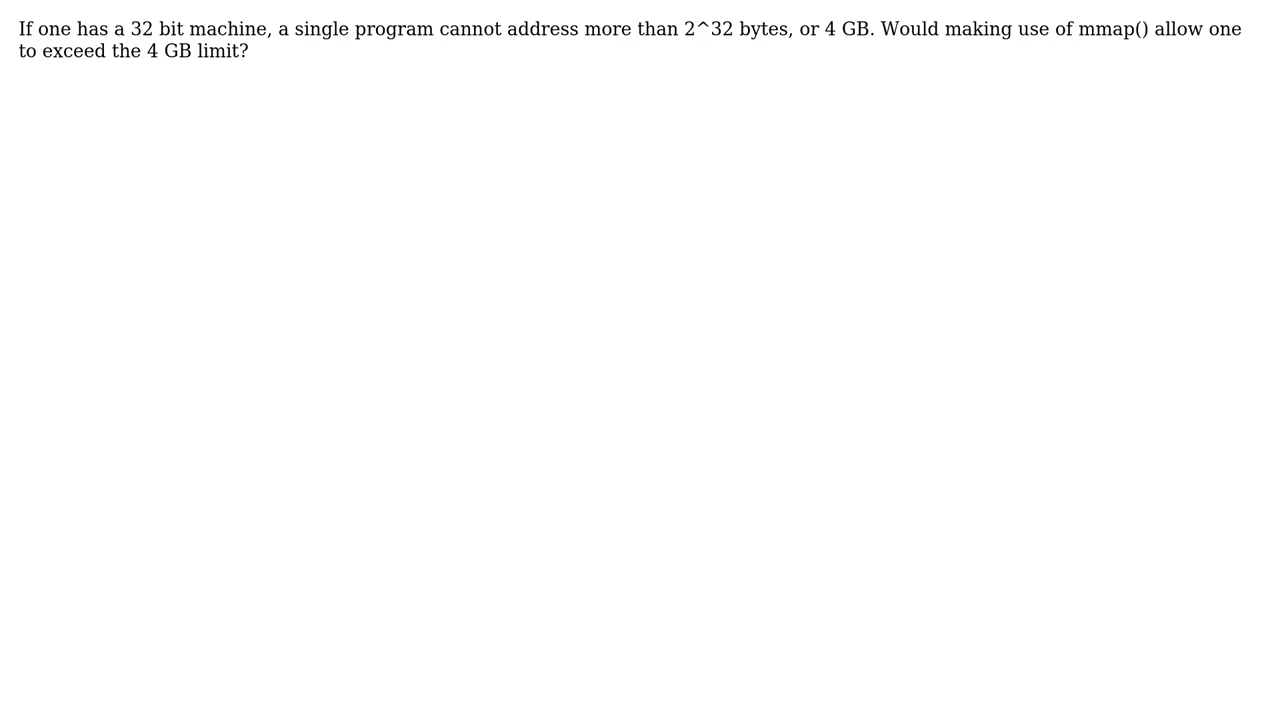 If one has a 32 bit machine, a single program cannot address more than 2^32 bytes, or 4 GB. Would making use of mmap() allow one
to exceed the 4 GB limit?